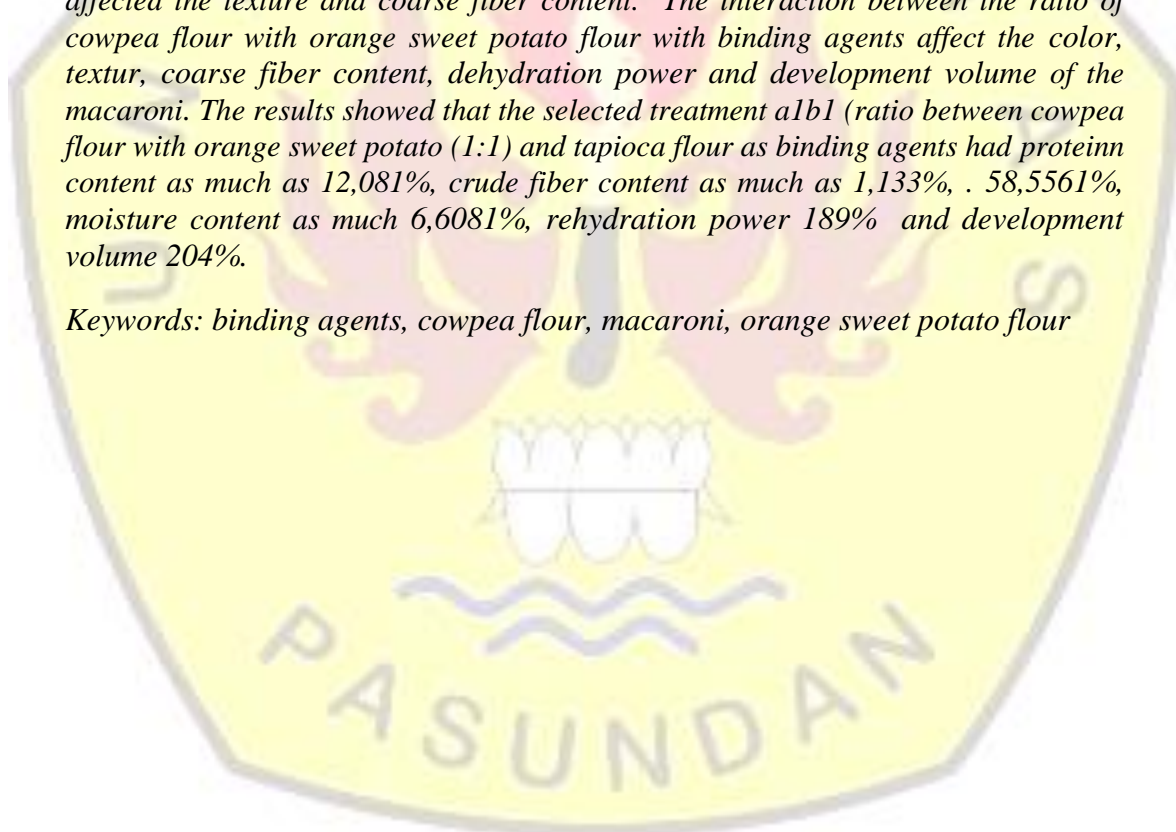 affected the texture and coarse fiber content. The interaction between the ratio of
cowpea flour with orange sweet potato flour with binding agents affect the color,
textur, coarse fiber content, dehydration power and development volume of the
macaroni. The results showed that the selected treatment a1b1 (ratio between cowpea
flour with orange sweet potato (1:1) and tapioca flour as binding agents had proteinn
content as much as 12,081%, crude fiber content as much as 1,133%, . 58,5561%,
moisture content as much 6,6081%, rehydration power 189% and development
volume 204%.
Keywords: binding agents, cowpea flour, macaroni, orange sweet potato flour
PASUNDAN